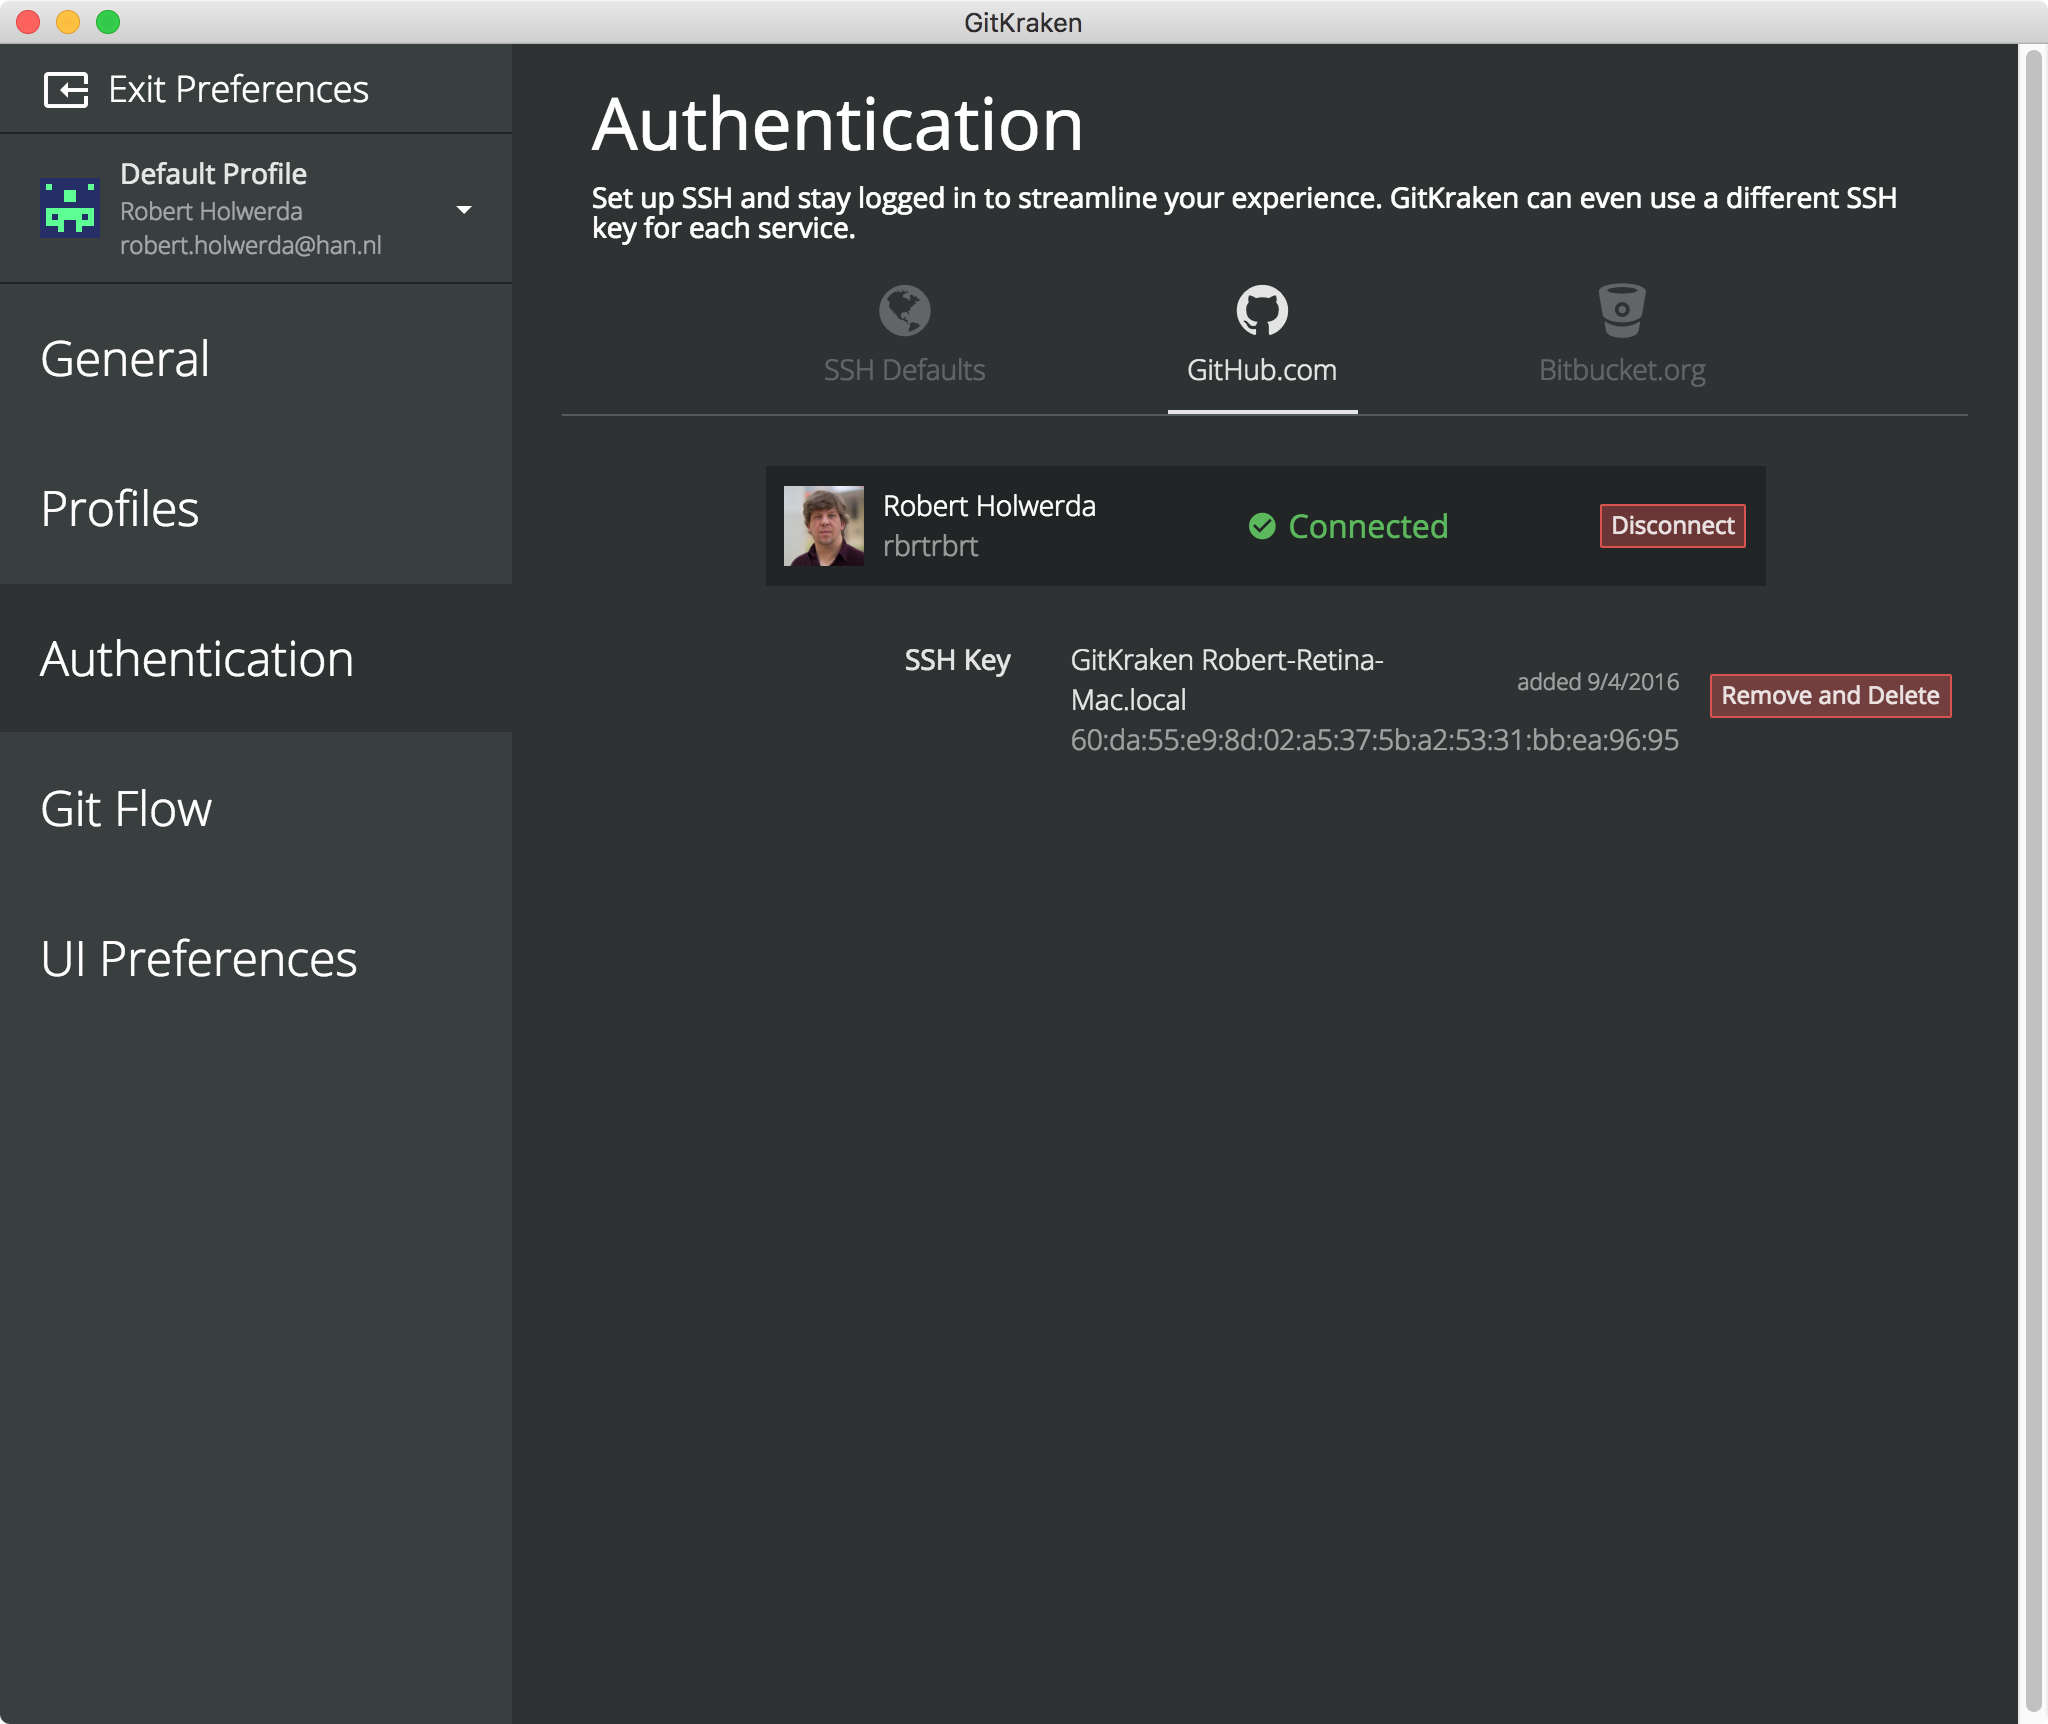 GitKraken
Exit Preferences
Default Profile
Robert Holwerda
robert.holwerda@han.nl
General
Profiles
Authentication
Git Flow
UI Preferences
Authentication
Set up SSH and stay logged in to streamline your experience. GitKraken can even use a different SSH
key for each service.
SSH Defaults
GitHub.com
Bitbucket.org
Robert Holwerda
rbrtrbrt
Connected
Disconnect
SSH Key
GitKraken Robert-Retina-
Mac.local
60:da:55:e9:8d:02:a5:37:5b:a2:53:31:bb:ea:96:95
added 9/4/2016
Remove and Delete